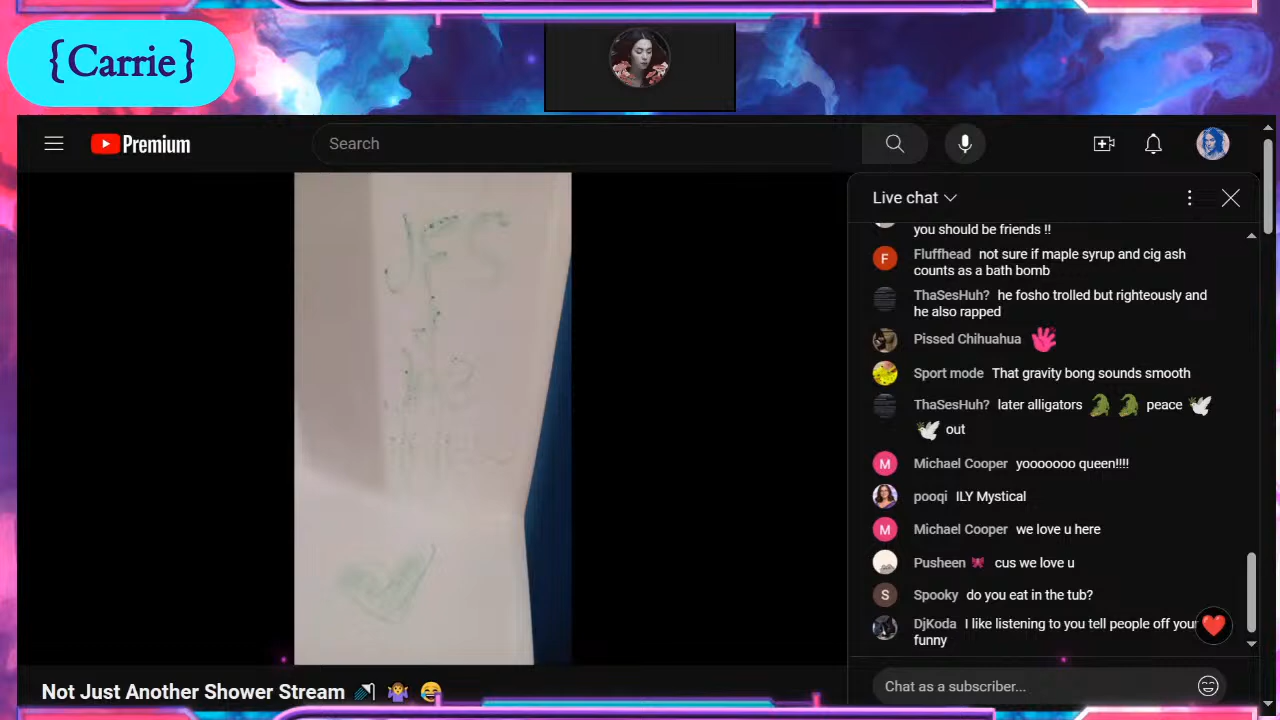 {Carrie}
Premium
Search
Live chat
you should be friends !!
Fluffhead not sure if maple syrup and cig ash
counts as a bath bomb
ThaSesHuh? he fosho trolled but righteously and
he also rapped
Pissed Chihuahua
Sport mode That gravity bong sounds smooth
ThaSesHuh? later alligators 🐊 🐊 peace 🕊️
🕊️ out
Michael Cooper yooooooo queen!!!!
pooqi ILY Mystical
Michael Cooper we love u here
Pusheen 🎀 cus we love u
Spooky do you eat in the tub?
DjKoda I like listening to you tell people off your
funny
Chat as a subscriber...
JFS
Not Just Another Shower Stream 🚿 🤷‍♀️ 😂